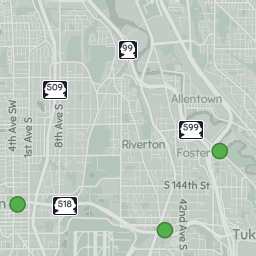 99
509
Allentown
4th Ave SW
1st Ave S
8th Ave S
599
Riverton
Foster
S 144th St
518
42nd Ave S
n
Tuk